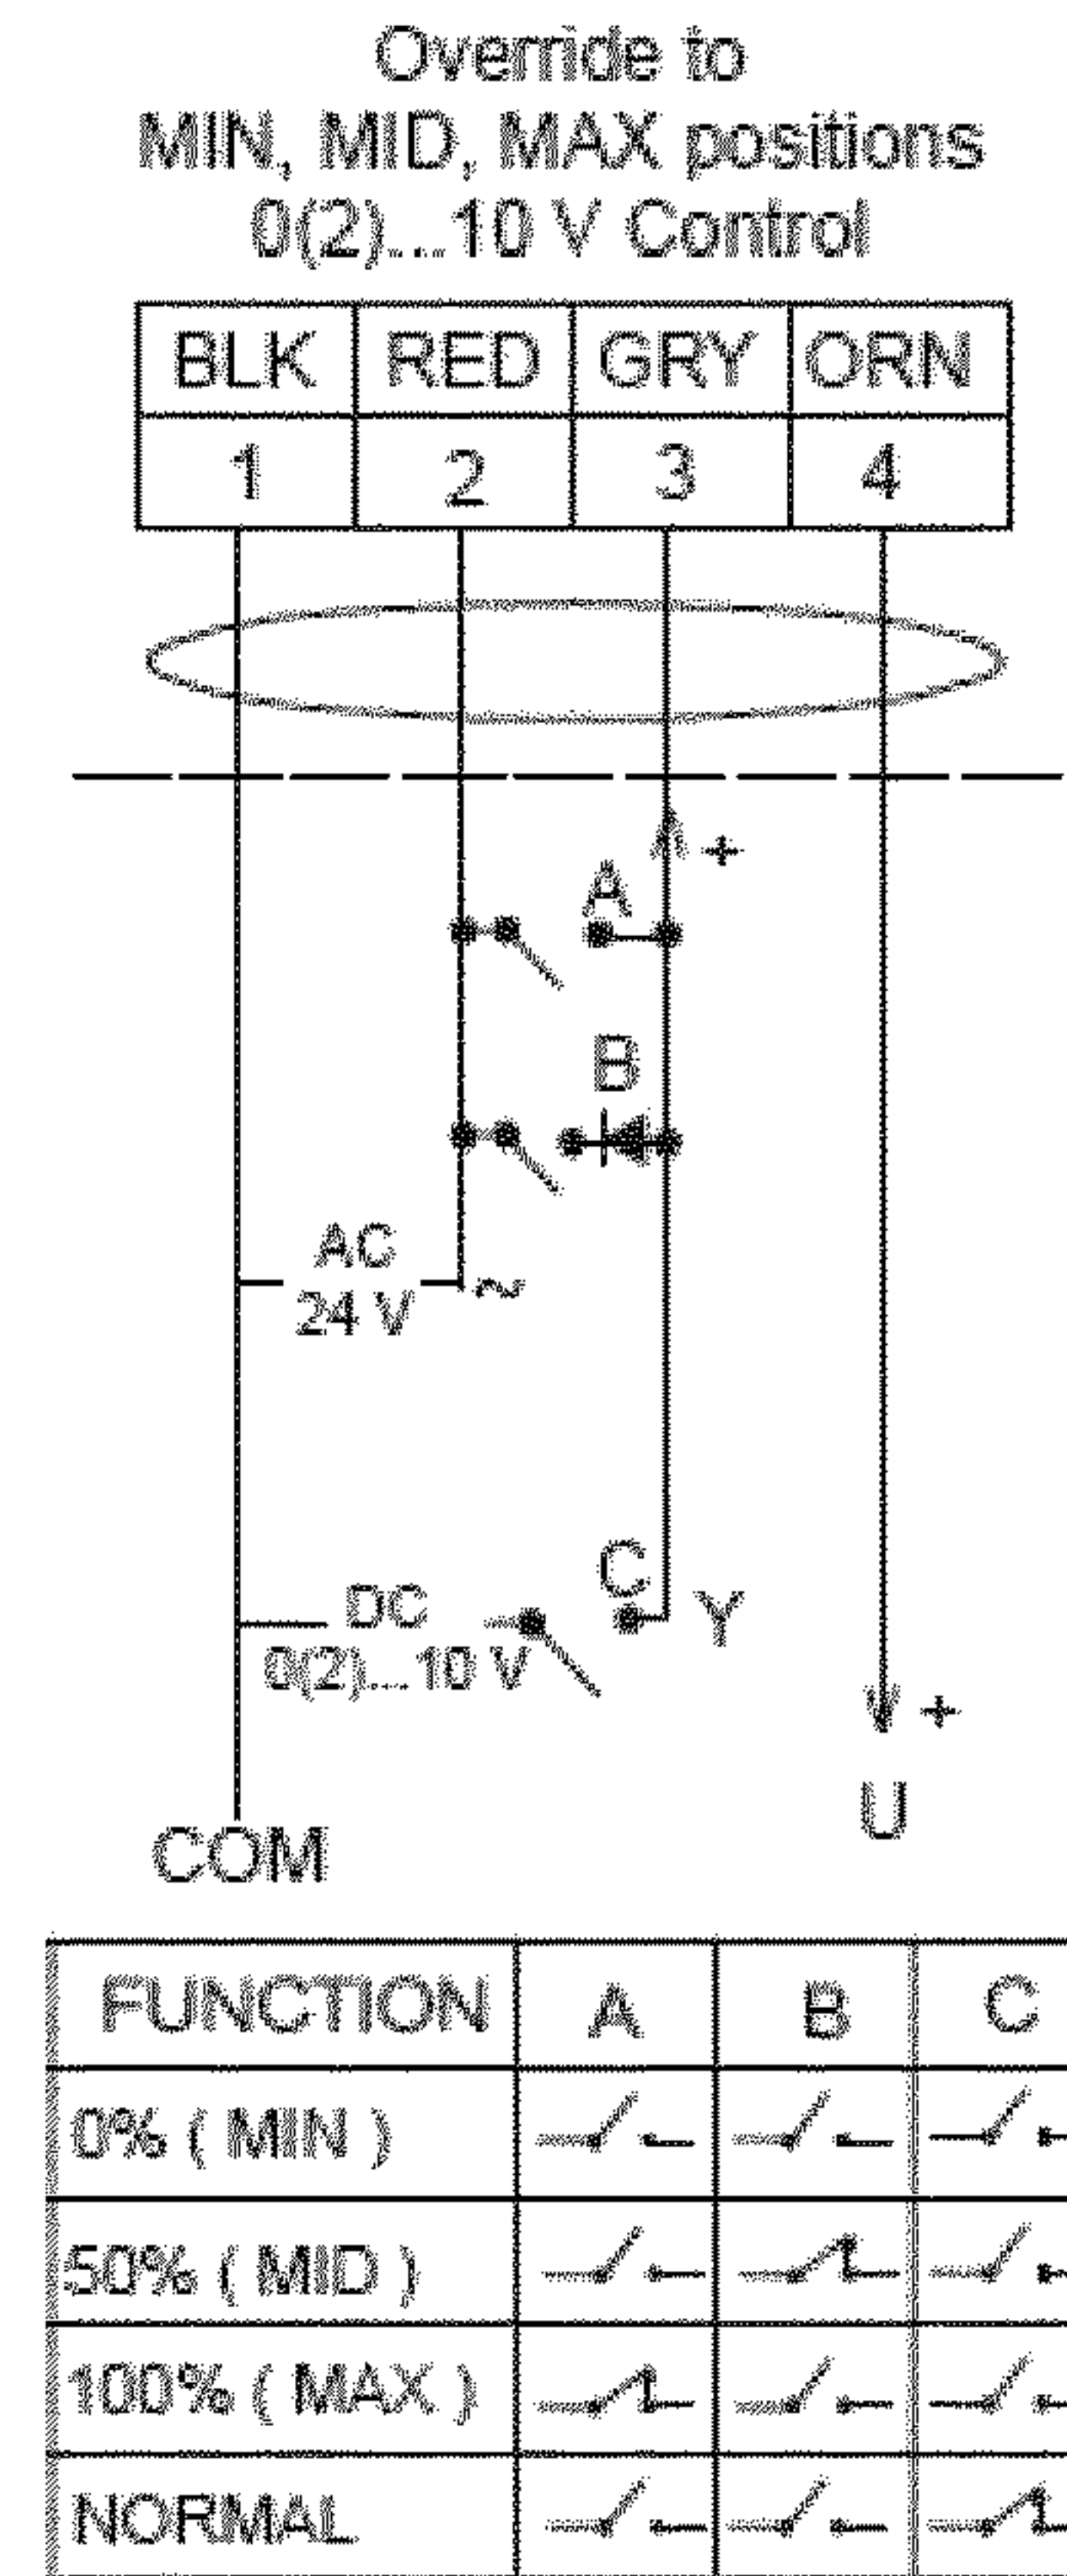 Override to
MIN, MID, MAX positions
0(2)...10 V Control
BLK RED GRY ORN
1 2 3 4
+
A
B
AC
24 V ~
C
DC Y
0(2)...10 V
+
U
COM
FUNCTION A B C
0% ( MIN )
50% ( MID )
100% ( MAX )
NORMAL